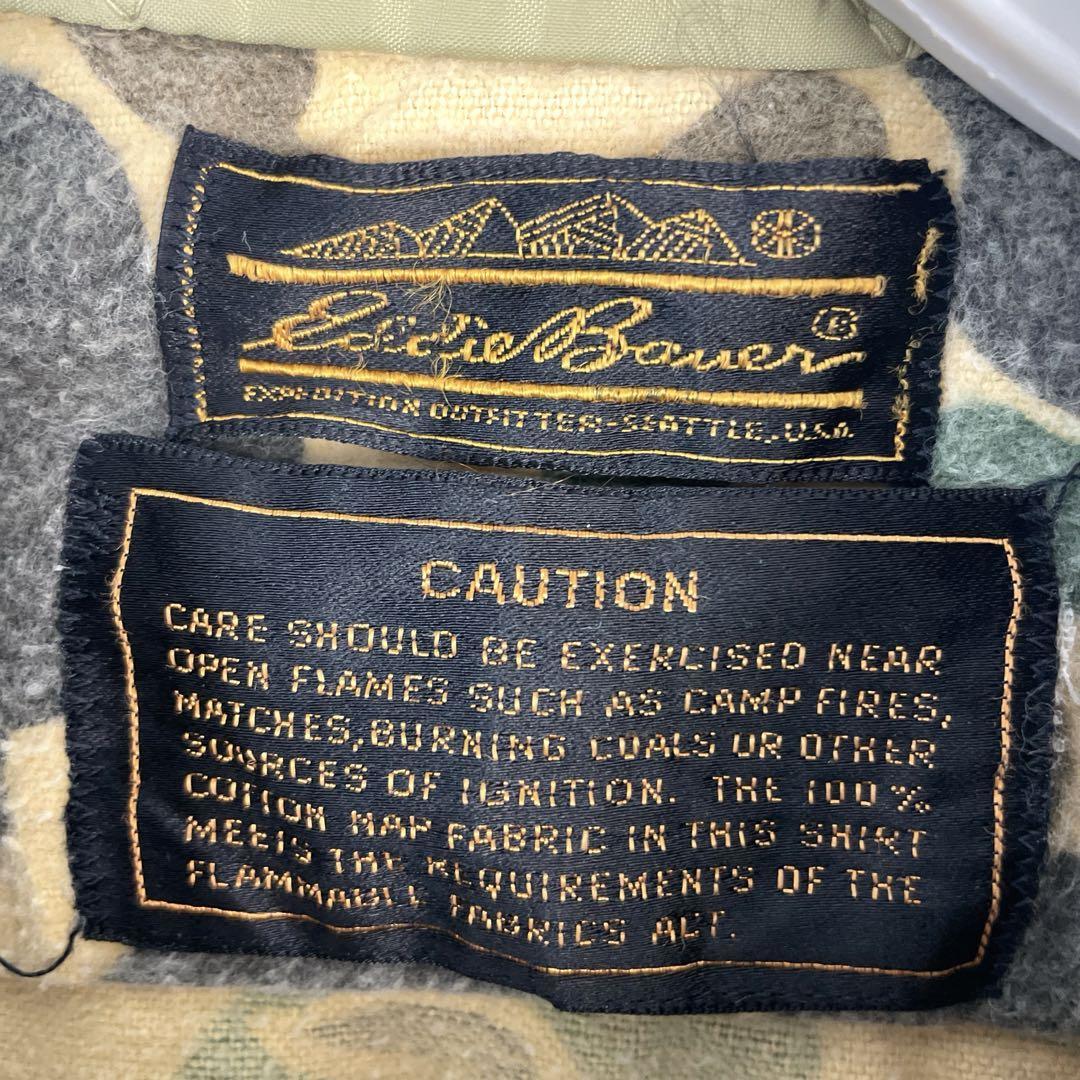 Eddie Bauer ®
EXPEDITION OUTFITTER-SEATTLE, U.S.A
CAUTION
CARE SHOULD BE EXERCISED NEAR
OPEN FLAMES SUCH AS CAMP FIRES,
MATCHES, BURNING COALS OR OTHER
SOURCES OF IGNITION. THE 100%
COTTON NAP FABRIC IN THIS SHIRT
MEETS THE REQUIREMENTS OF THE
FLAMMABLE FABRICS ACT.